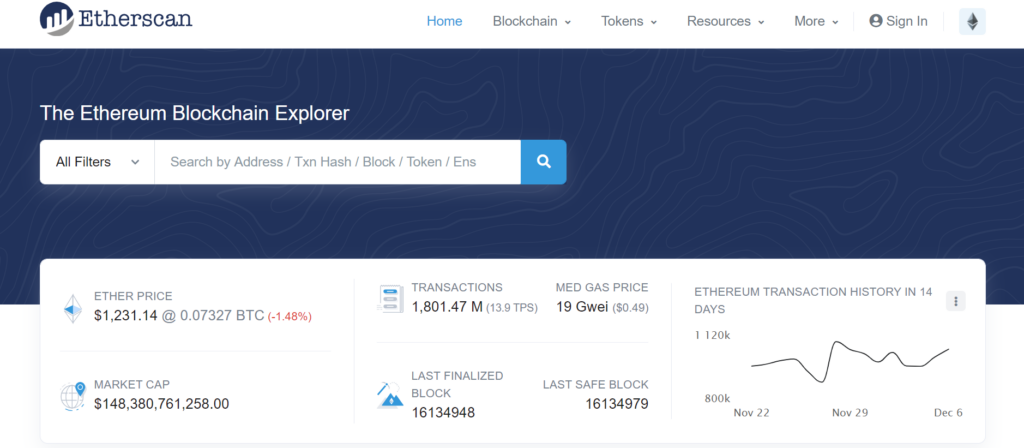 Etherscan
Home Blockchain Tokens Resources More Sign In
The Ethereum Blockchain Explorer
All Filters Search by Address / Txn Hash / Block / Token / Ens
ETHER PRICE
$1,231.14 @ 0.07327 BTC (-1.48%)
MARKET CAP
$148,380,761,258.00
TRANSACTIONS
1,801.47 M (13.9 TPS)
MED GAS PRICE
19 Gwei ($0.49)
LAST FINALIZED
BLOCK
16134948
LAST SAFE BLOCK
16134979
ETHEREUM TRANSACTION HISTORY IN 14
DAYS
1 120k
800k
Nov 22 Nov 29 Dec 6